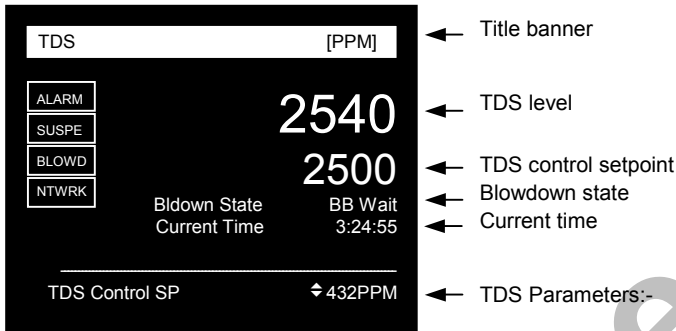 TDS [PPM] Title banner
ALARM
2540 TDS level
SUSPE
BLOWD
2500 TDS control setpoint
NTWRK
Bldown State BB Wait Blowdown state
Current Time 3:24:55 Current time
TDS Control SP 432PPM TDS Parameters:-